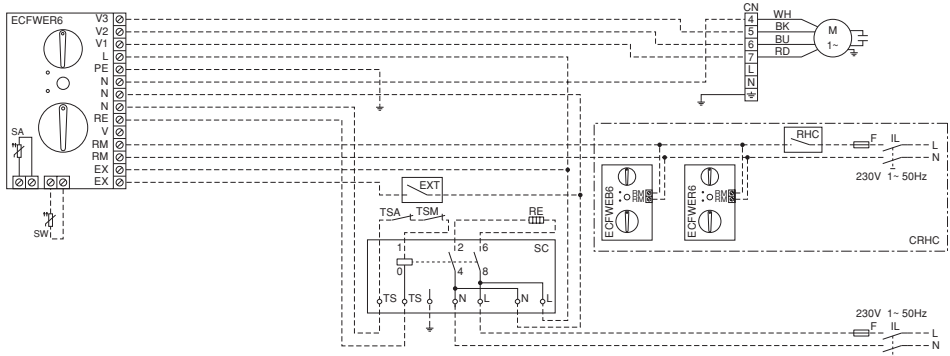 ECFWER6
V3
V2
V1
L
PE
N
N
N
RE
V
RM
RM
EX
EX
SA
SW
CN
4
5
6
7
L
N
WH
BK
BU
RD
M
1~
RHC
F IL
L
N
230V 1~ 50Hz
ECFWEB6
RM
RM
ECFWER6
RM
RM
CRHC
EXT
TSA
TSM
RE
SC
1
0
2
4
6
8
TS
TS
N
L
N
L
230V 1~ 50Hz
F IL
L
N